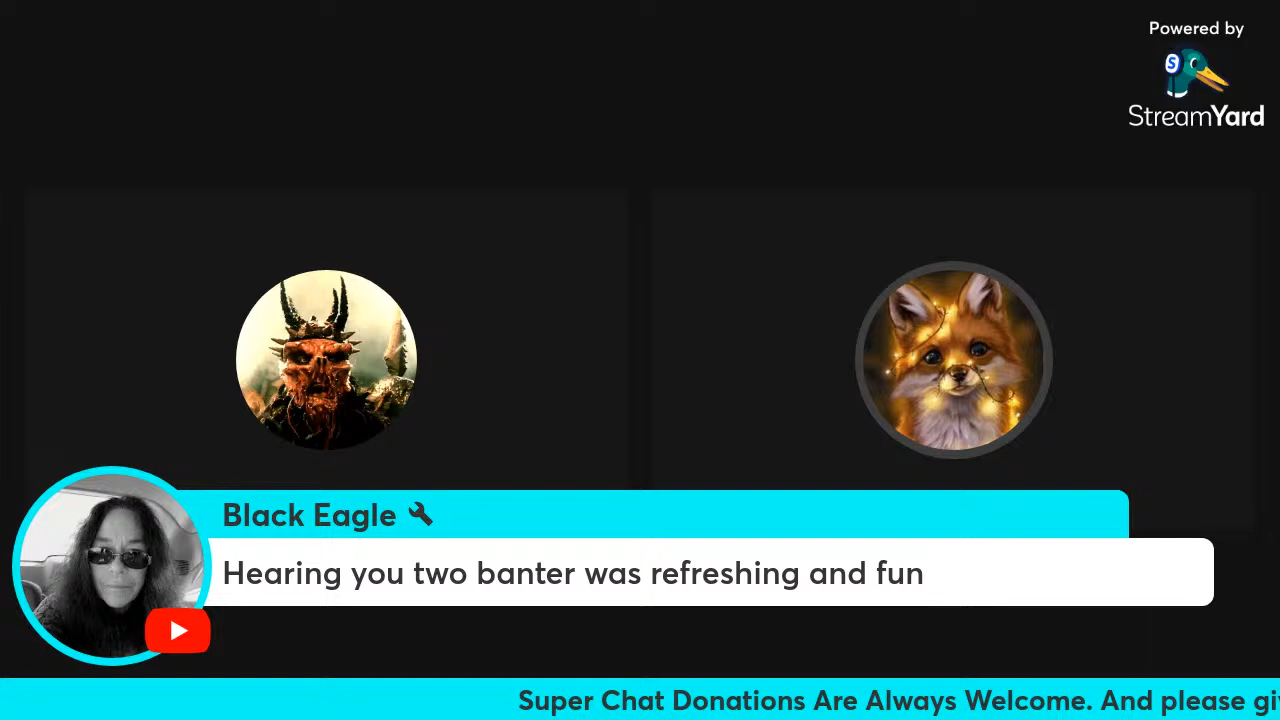 Powered by
S
StreamYard
Black Eagle
Hearing you two banter was refreshing and fun
Super Chat Donations Are Always Welcome. And please